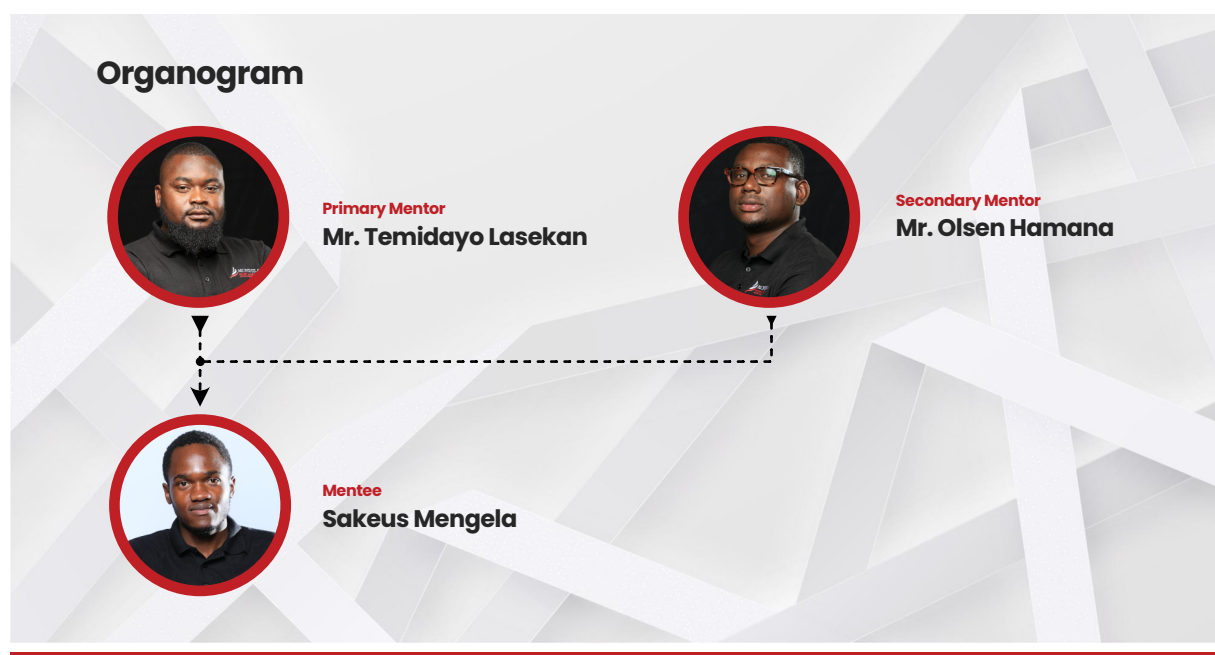 Organogram
Primary Mentor
Mr. Temidayo Lasekan
Secondary Mentor
Mr. Olsen Hamana
Mentee
Sakeus Mengela